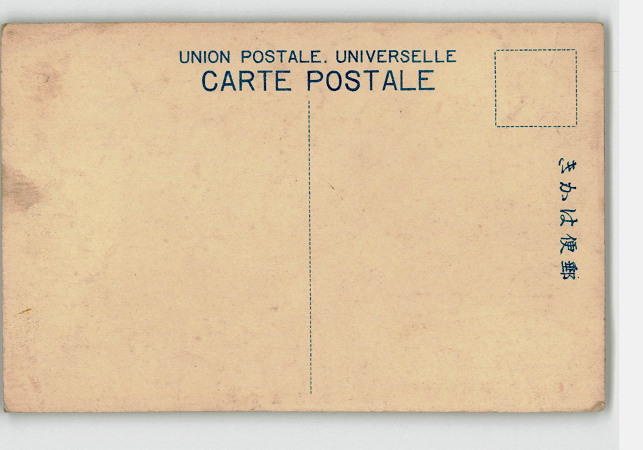 UNION POSTALE. UNIVERSELLE
CARTE POSTALE
きかは便郵